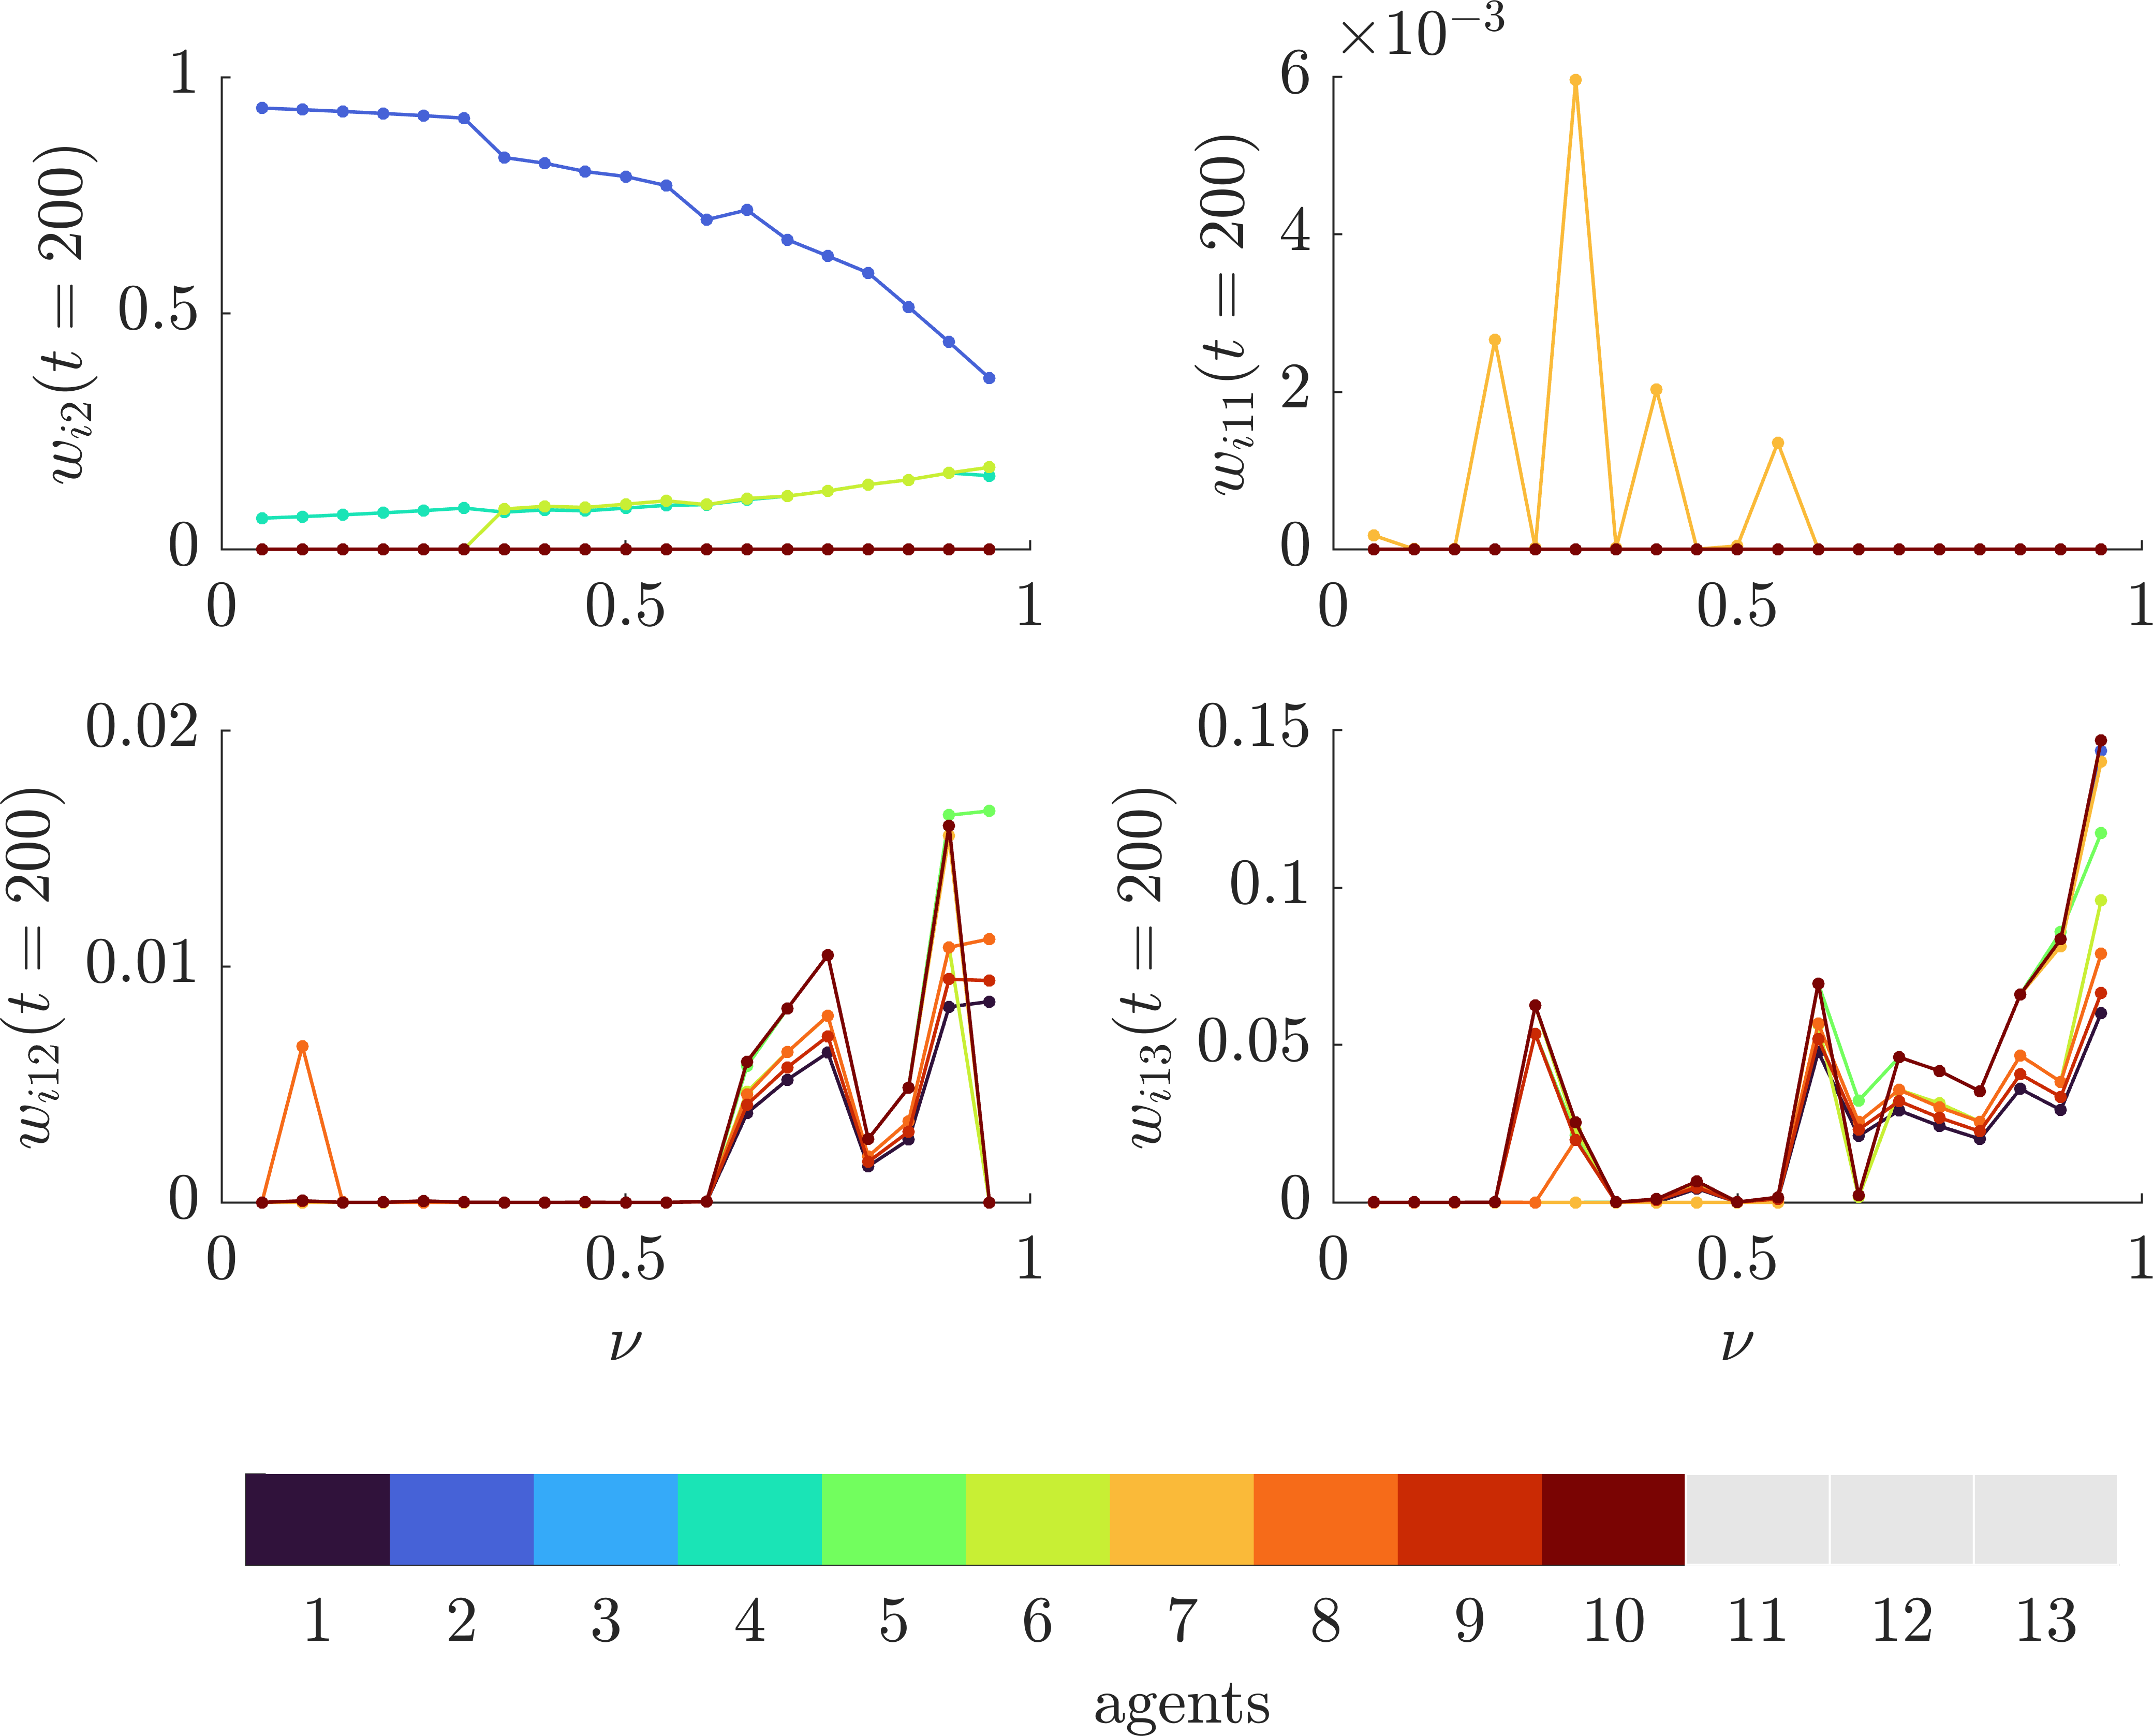 ×10⁻³
1
0.5
0
w_{i2}(t = 200)
0 0.5 1
6
4
2
0
w_{i11}(t = 200)
0 0.5 1
0.02
0.01
0
w_{i12}(t = 200)
0 0.5 1
ν
0.15
0.1
0.05
0
w_{i13}(t = 200)
0 0.5 1
ν
1 2 3 4 5 6 7 8 9 10 11 12 13
agents